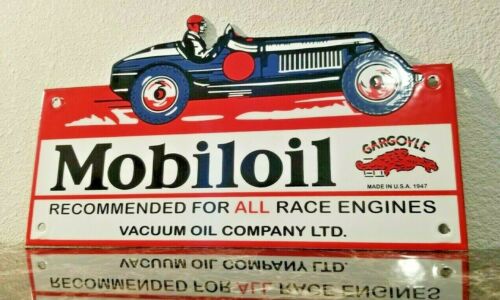 Mobiloil
GARGOYLE
MADE IN U.S.A. 1947
RECOMMENDED FOR ALL RACE ENGINES
VACUUM OIL COMPANY LTD.